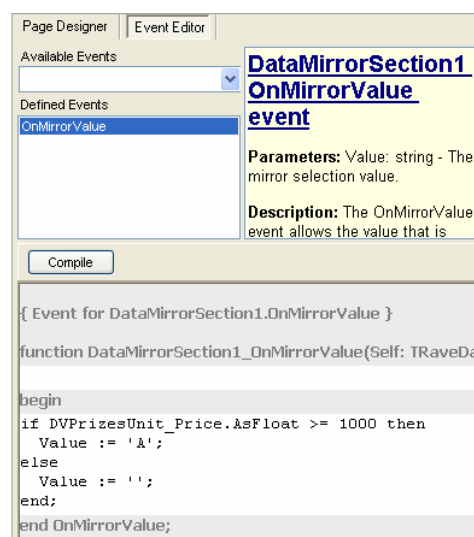 Page Designer Event Editor
Available Events
Defined Events
OnMirrorValue
DataMirrorSection1
OnMirrorValue
event
Parameters: Value: string - The
mirror selection value.
Description: The OnMirrorValue
event allows the value that is
Compile
{ Event for DataMirrorSection1.OnMirrorValue }
function DataMirrorSection1_OnMirrorValue(Self: TRaveDa
begin
if DVPrizesUnit_Price.AsFloat >= 1000 then
  Value := 'A';
else
  Value := '';
end;
end OnMirrorValue;